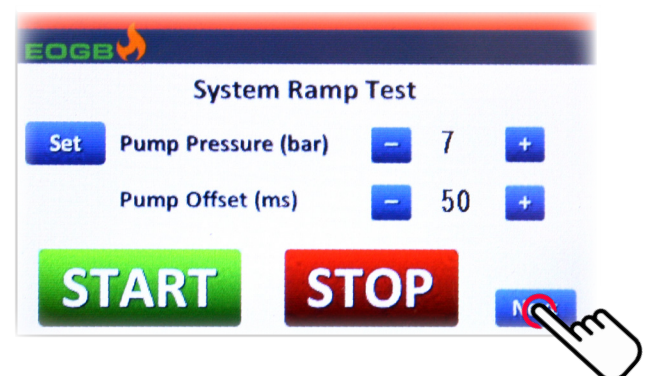 EOGB
System Ramp Test
Set Pump Pressure (bar) - 7 +
Pump Offset (ms) - 50 +
START STOP